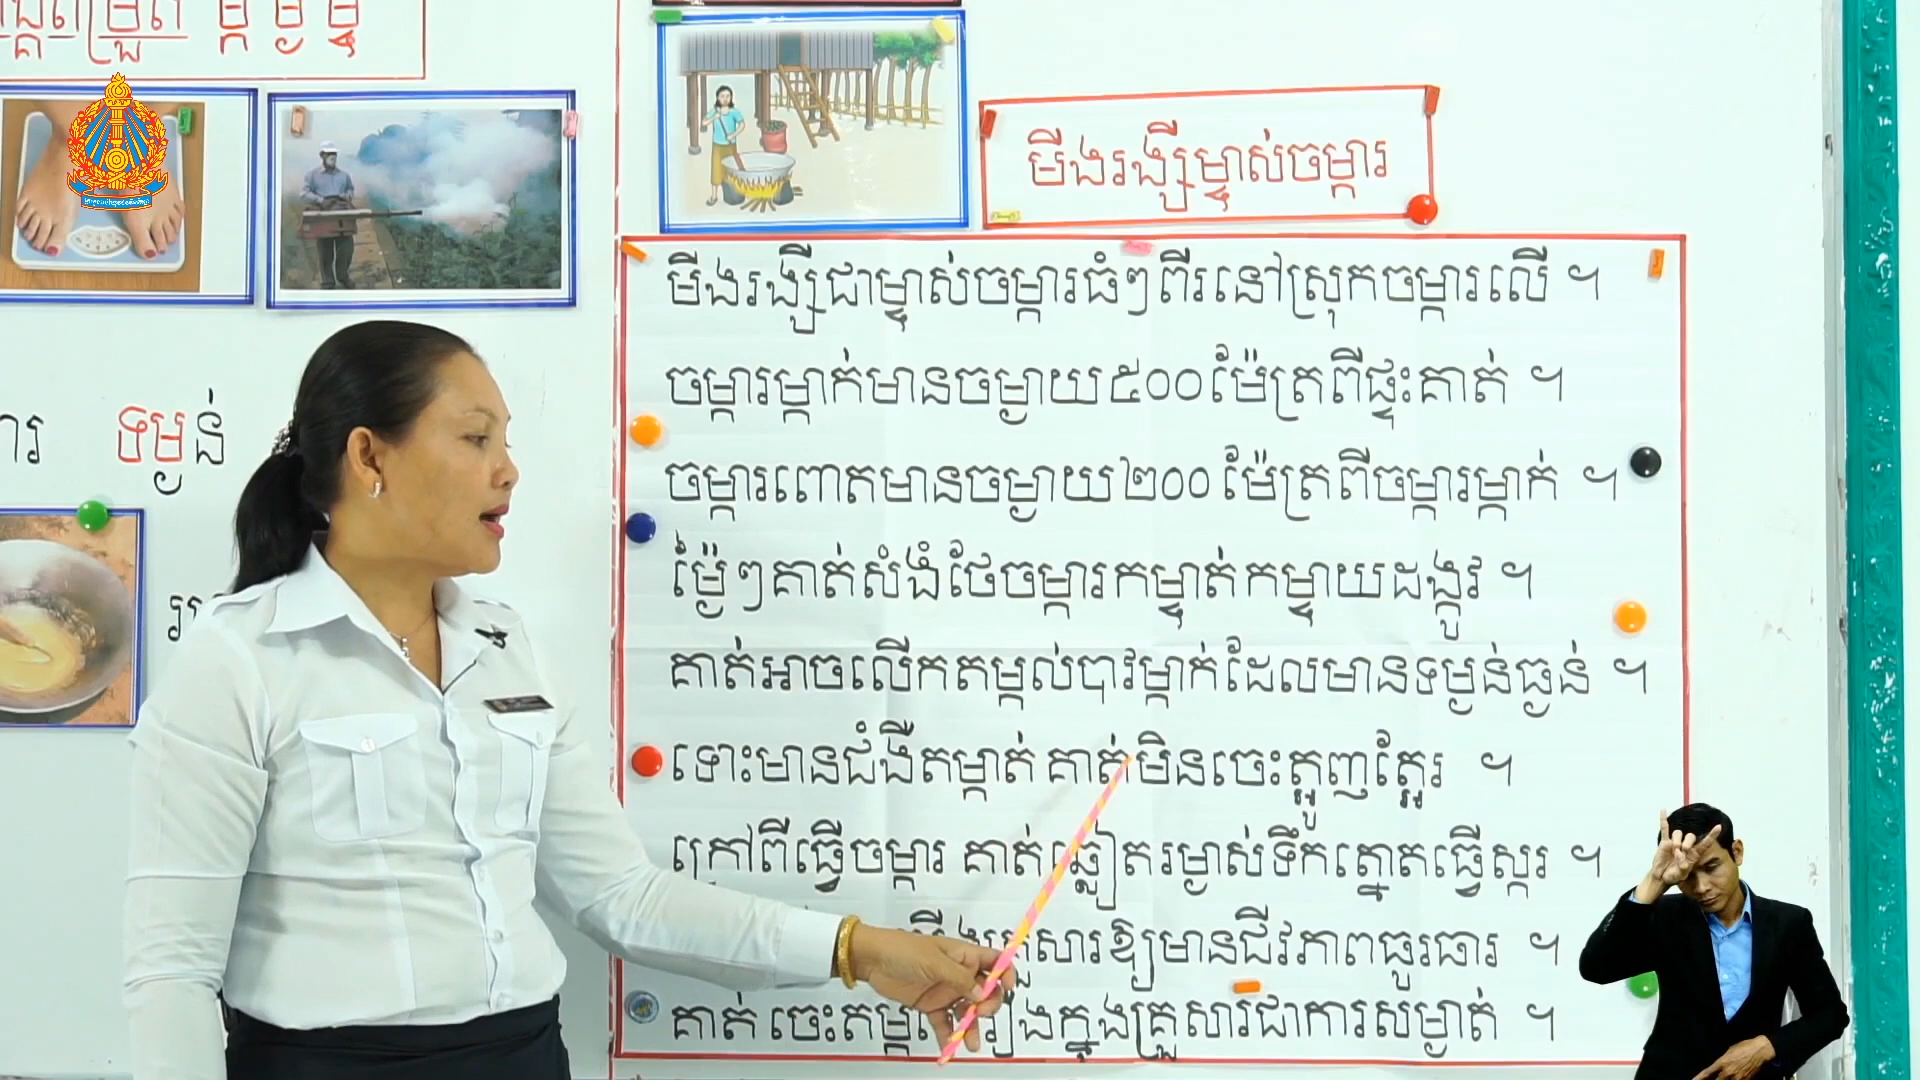 ម្ក ម្ង ម្ទ
មីងរង្សីម្ចាស់ចម្ការ
មីងរង្សីជាម្ចាស់ចម្ការធំៗពីរនៅស្រុកចម្ការលើ ។
ចម្ការម្កាក់មានចម្ងាយ៥០០ម៉ែត្រពីផ្ទះគាត់ ។
ចម្ការពោតមានចម្ងាយ២០០ ម៉ែត្រពីចម្ការម្កាក់ ។
ម្ង៉ៃៗគាត់សំងំថែចម្ការកម្ចាត់កម្ចាយដង្កូវ ។
គាត់អាចលើកតម្កល់បាវម្កាក់ដែលមានទម្ងន់ធ្ងន់ ។
ទោះមានជំងឺតម្កាត់ គាត់មិនចេះត្អូញត្អែរ ។
ក្រៅពីធ្វើចម្ការ គាត់ឆ្លៀតរម្ងាស់ទឹកត្នោតធ្វើស្ករ ។
គ្រួសារឱ្យមានជីវភាពធូរធារ ។
គាត់ ចេះ រឿងក្នុងគ្រួសារជាការសម្ងាត់ ។
ទម្ងន់